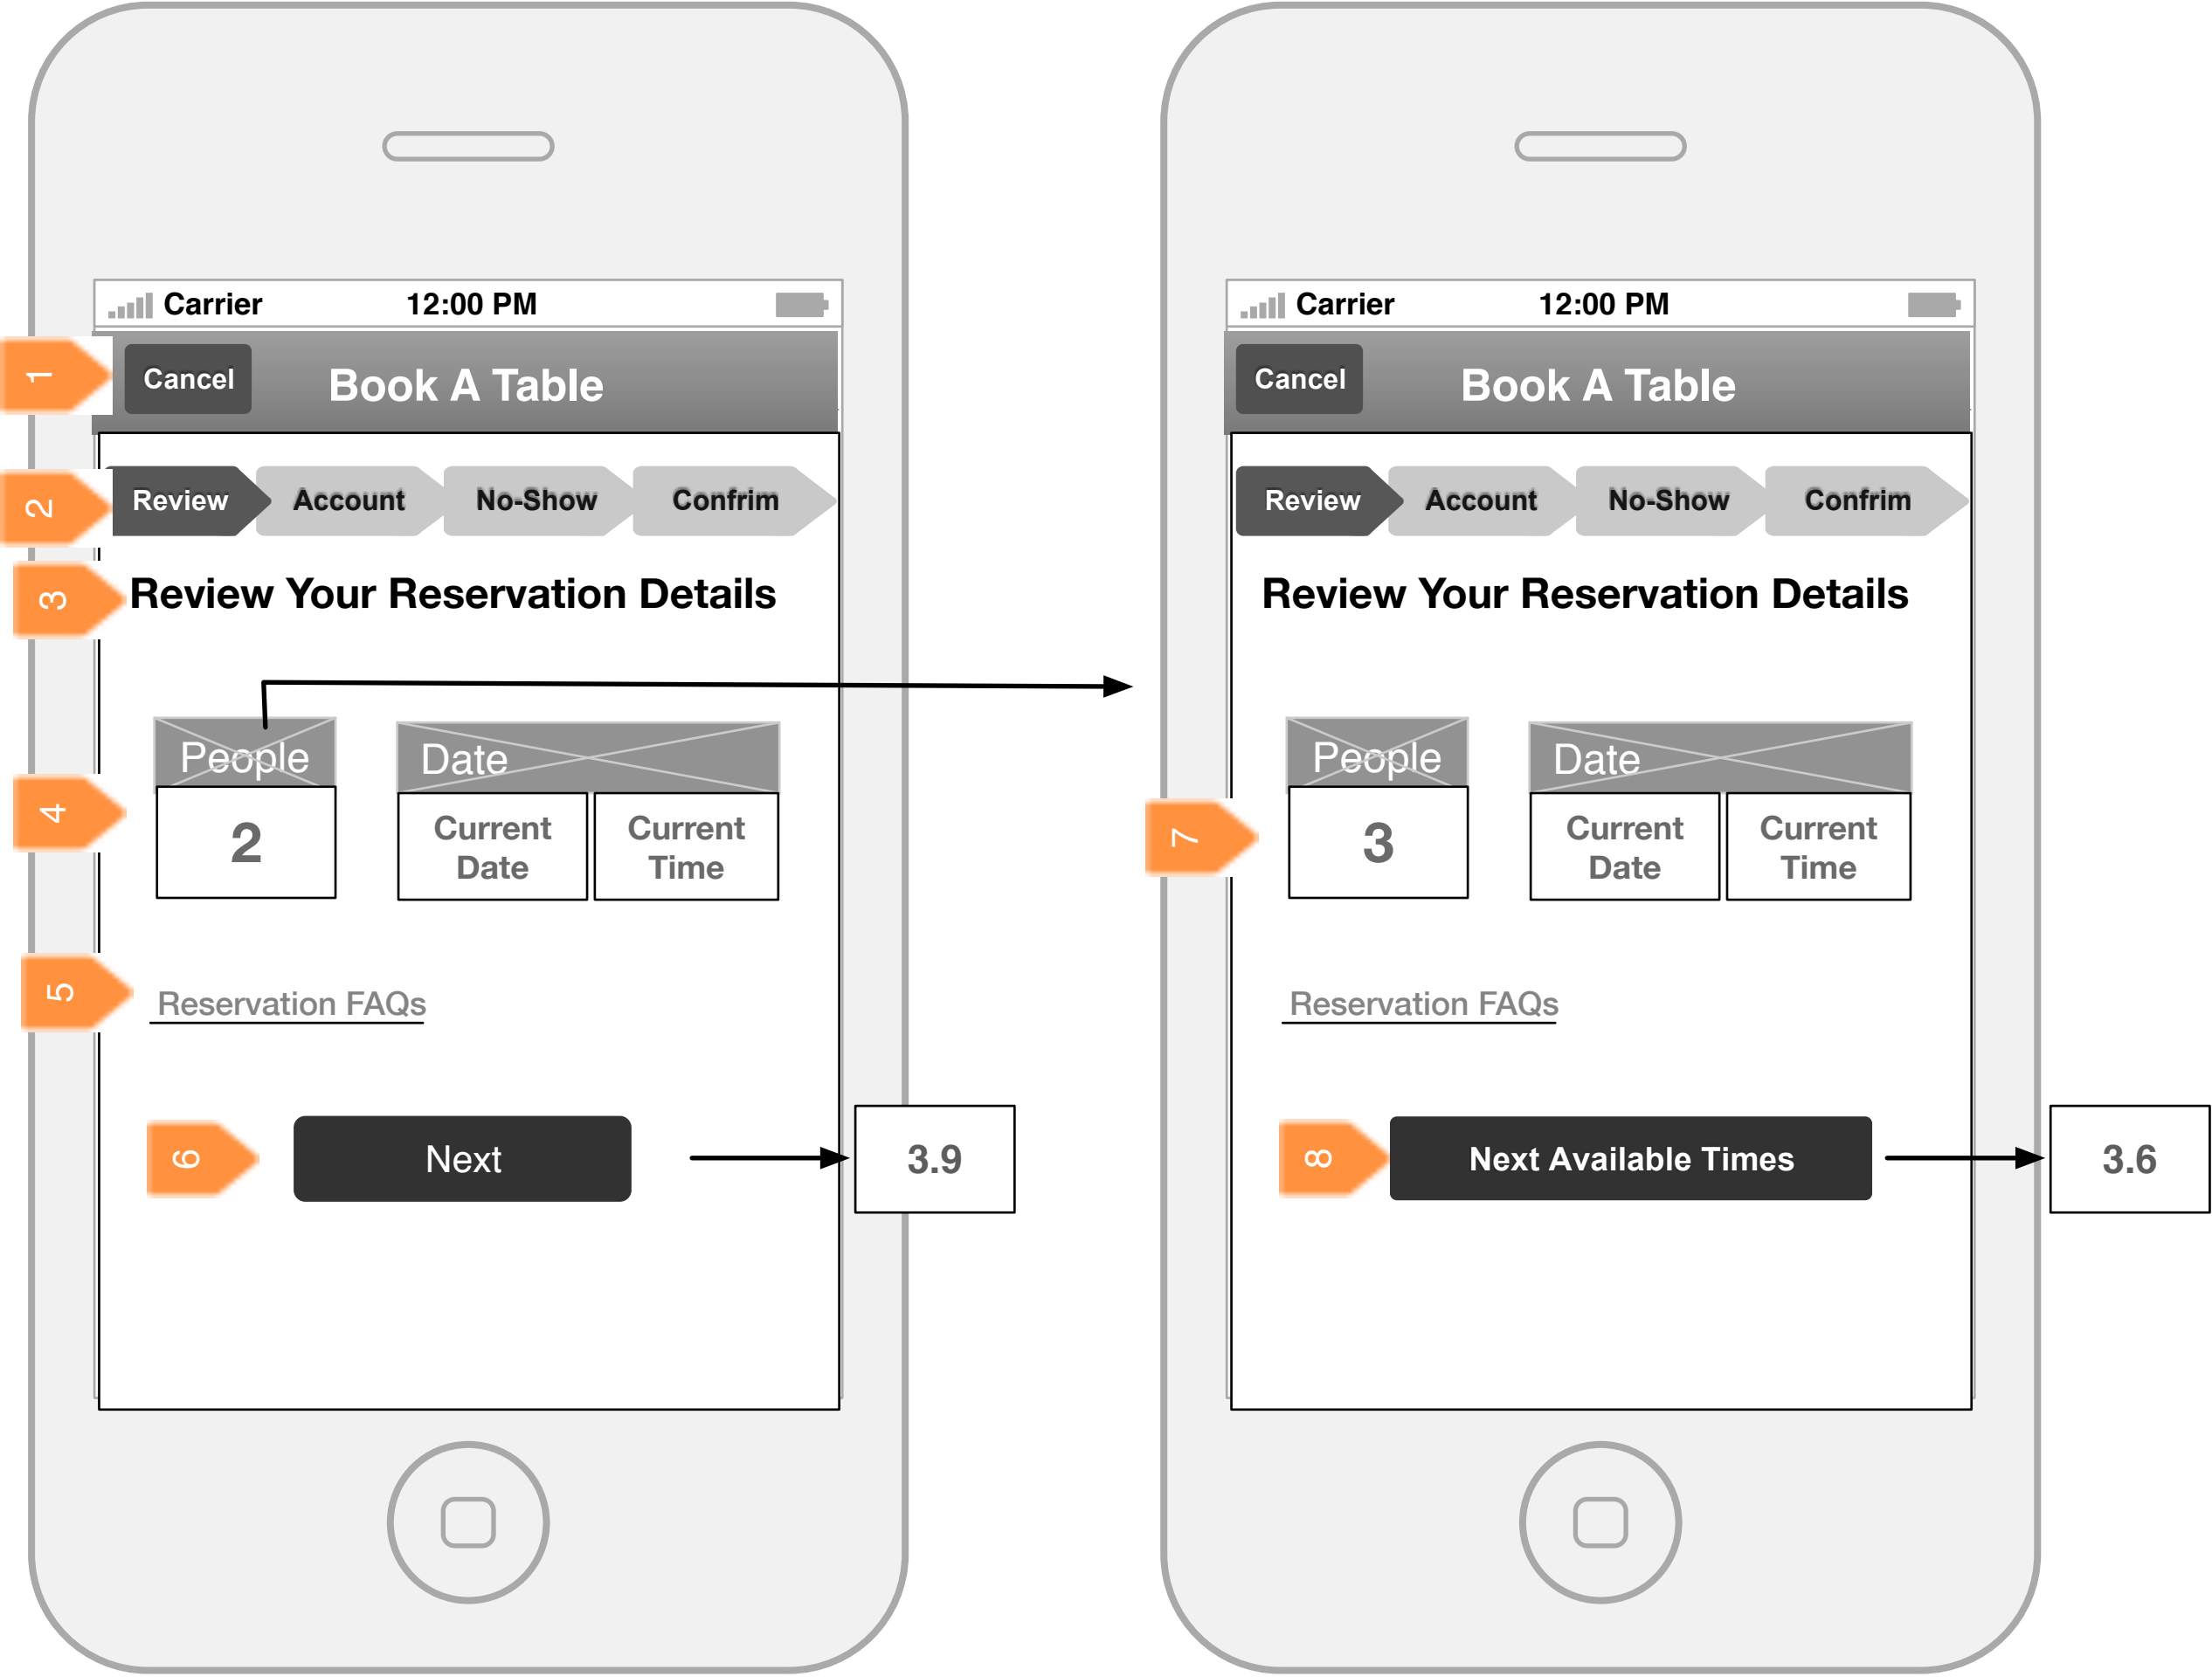 Carrier 12:00 PM
1
Cancel Book A Table
2
Review Account No-Show Confrim
3
Review Your Reservation Details
People Date
4
2
Current Date
Current Time
5
Reservation FAQs
6
Next
3.9
Carrier 12:00 PM
Cancel Book A Table
Review Account No-Show Confrim
Review Your Reservation Details
People Date
7
3
Current Date
Current Time
Reservation FAQs
8
Next Available Times
3.6